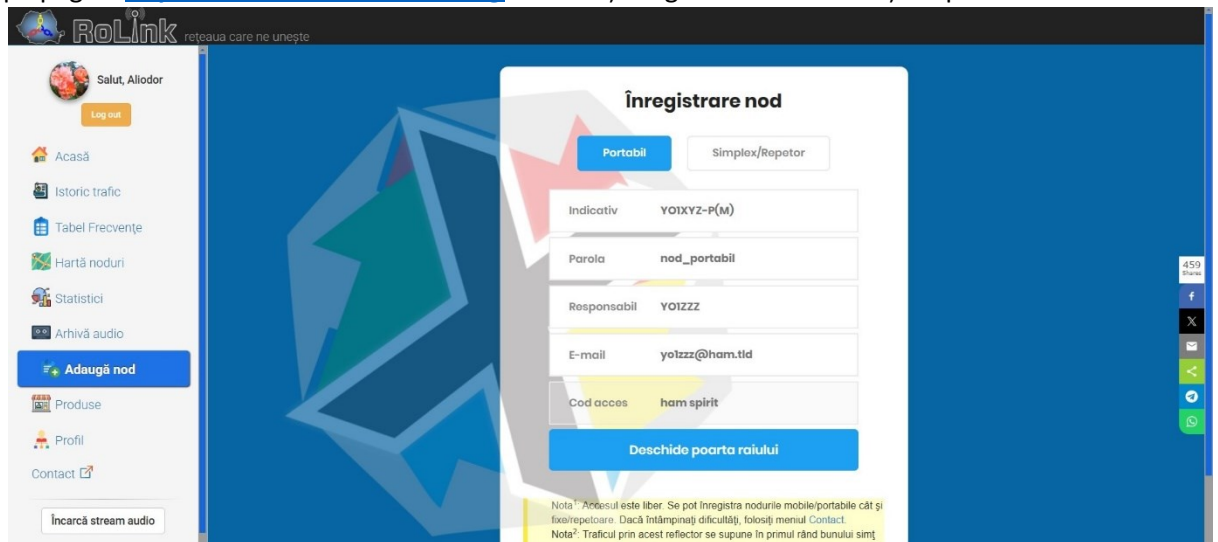 RoLink rețeaua care ne unește
Salut, Aliodor
Log out
Acasă
Istoric trafic
Tabel Frecvențe
Hartă noduri
Statistici
Arhivă audio
Adaugă nod
Produse
Profil
Contact
Încarcă stream audio
Înregistrare nod
Portabil Simplex/Repetor
Indicativ YO1XYZ-P(M)
Parola nod_portabil
Responsabil YO1ZZZ
E-mail yo1zzz@ham.tld
Cod acces ham spirit
Deschide poarta raiului
Nota1: Accesul este liber. Se pot înregistra nodurile mobile/portabile cât și
fixe/repetoare. Dacă întâmpinați dificultăți, folosiți meniul Contact.
Nota2: Traficul prin acest reflector se supune în primul rând bunului simț
459
Shares